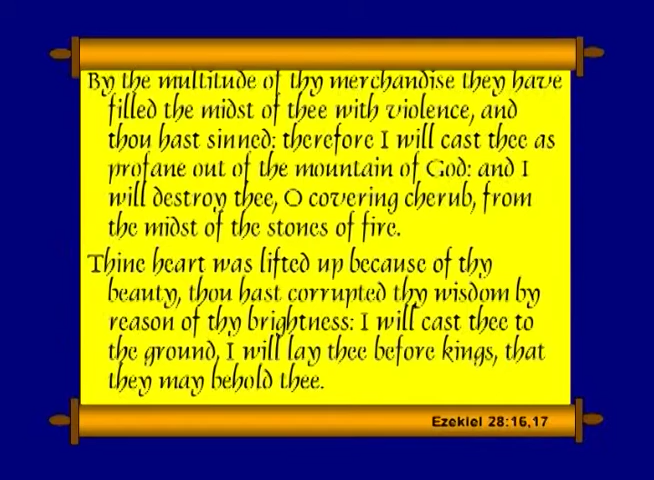 By the multitude of thy merchandise they have
filled the midst of thee with violence, and
thou hast sinned: therefore I will cast thee as
profane out of the mountain of God: and I
will destroy thee, O covering cherub, from
the midst of the stones of fire.
Thine heart was lifted up because of thy
beauty, thou hast corrupted thy wisdom by
reason of thy brightness: I will cast thee to
the ground, I will lay thee before kings, that
they may behold thee.
Ezekiel 28:16,17